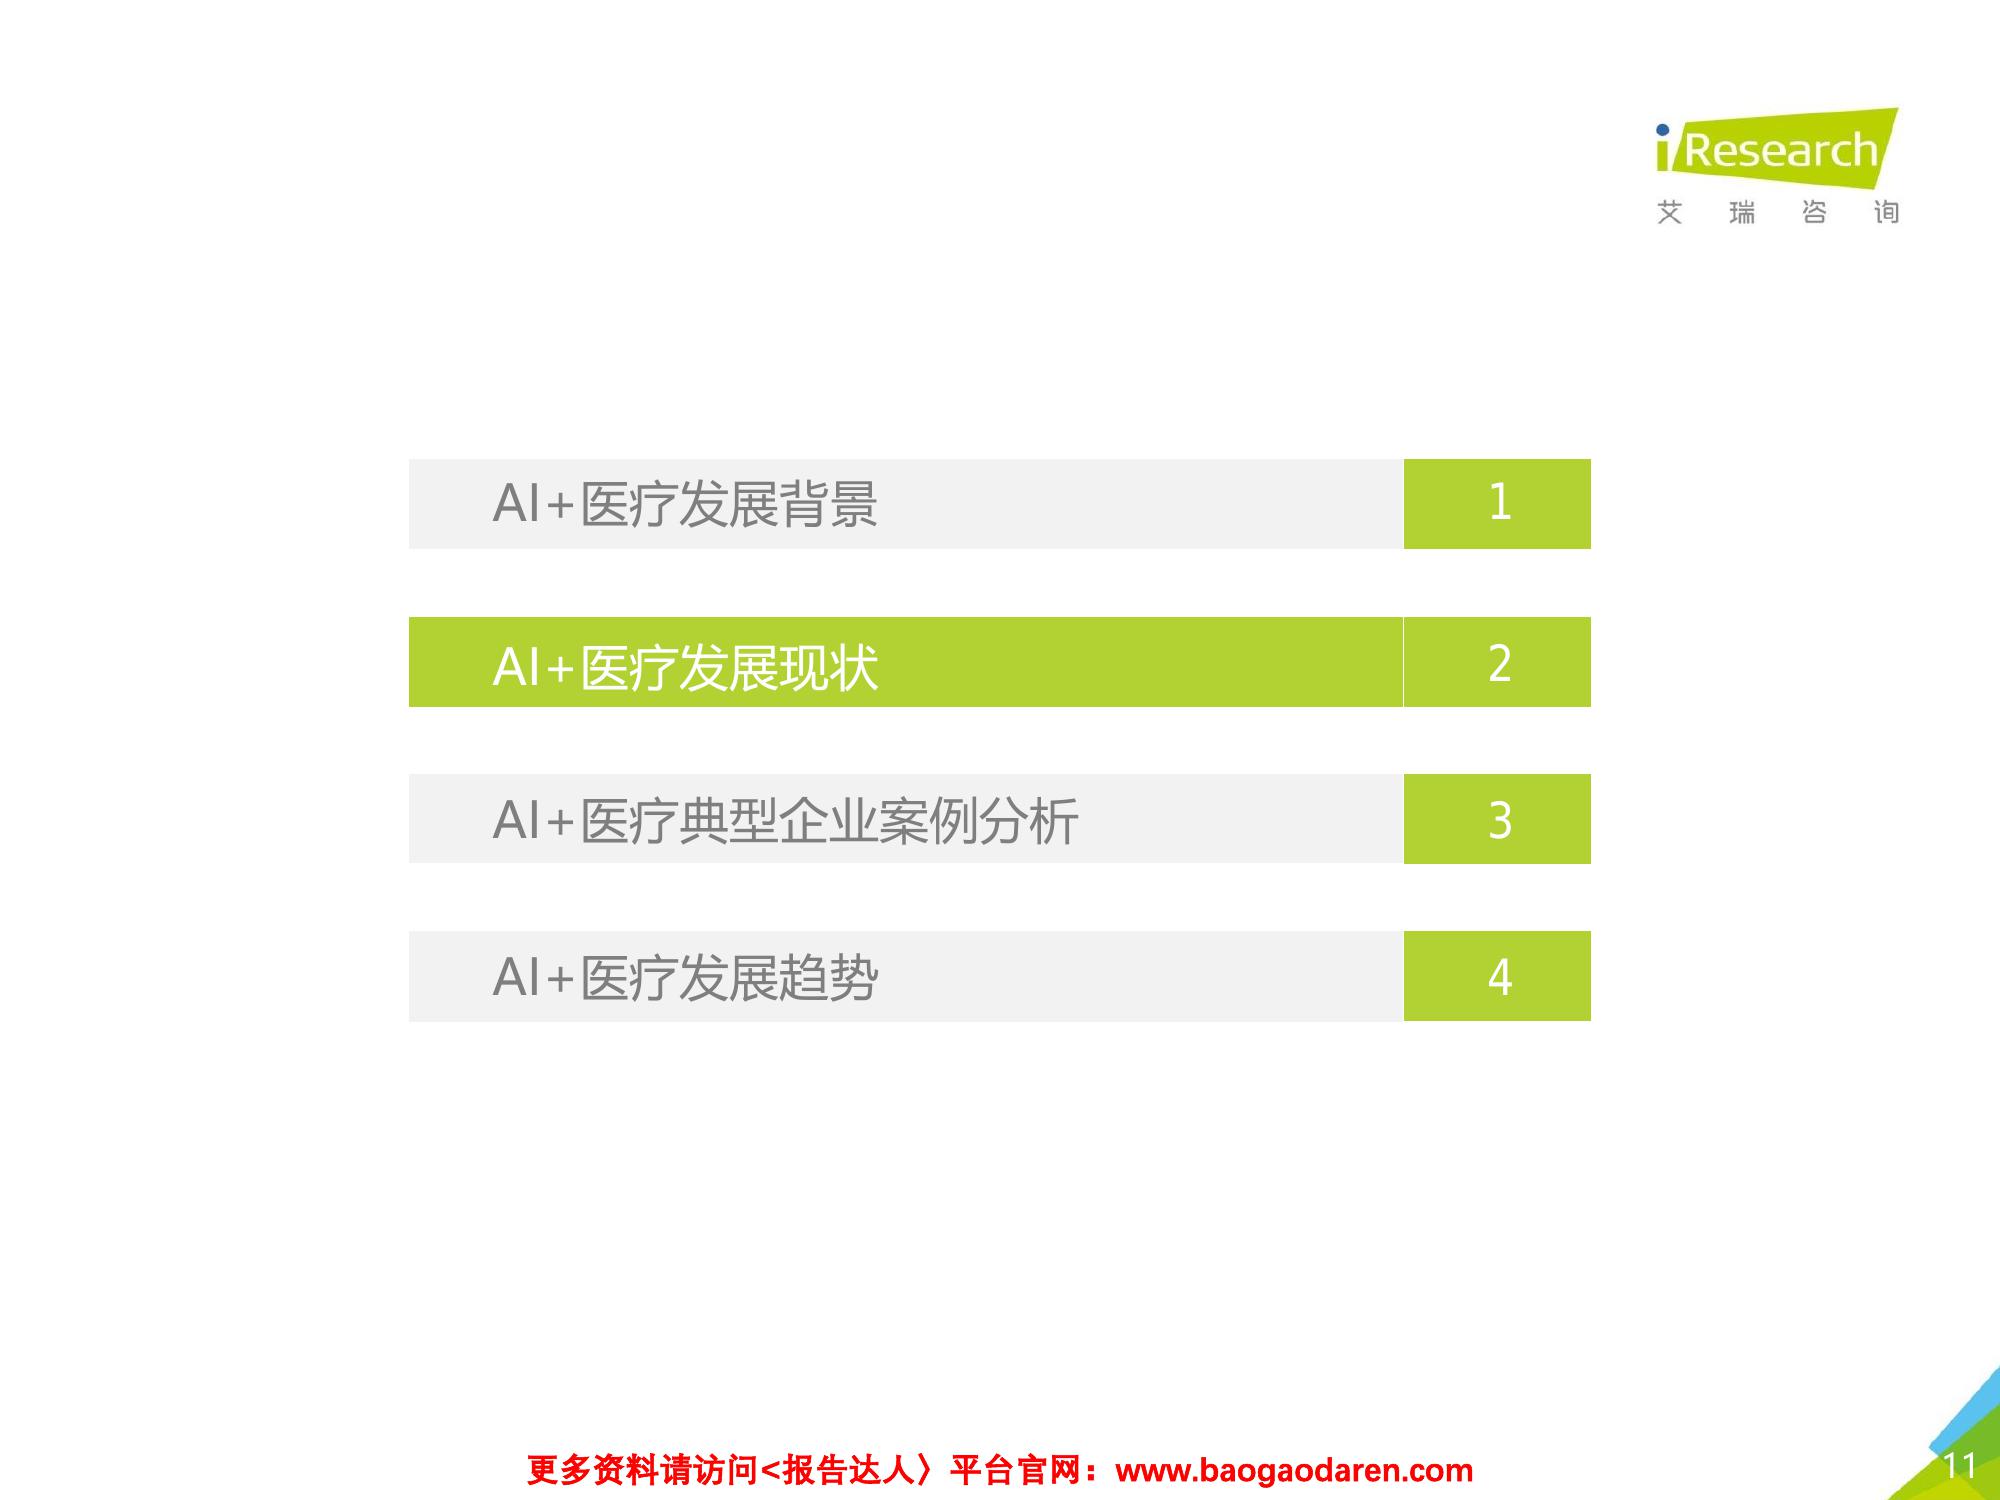 iResearch
艾瑞咨询
AI+医疗发展背景 1
AI+医疗发展现状 2
AI+医疗典型企业案例分析 3
AI+医疗发展趋势 4
更多资料请访问<报告达人〉平台官网：www.baogaodaren.com
11